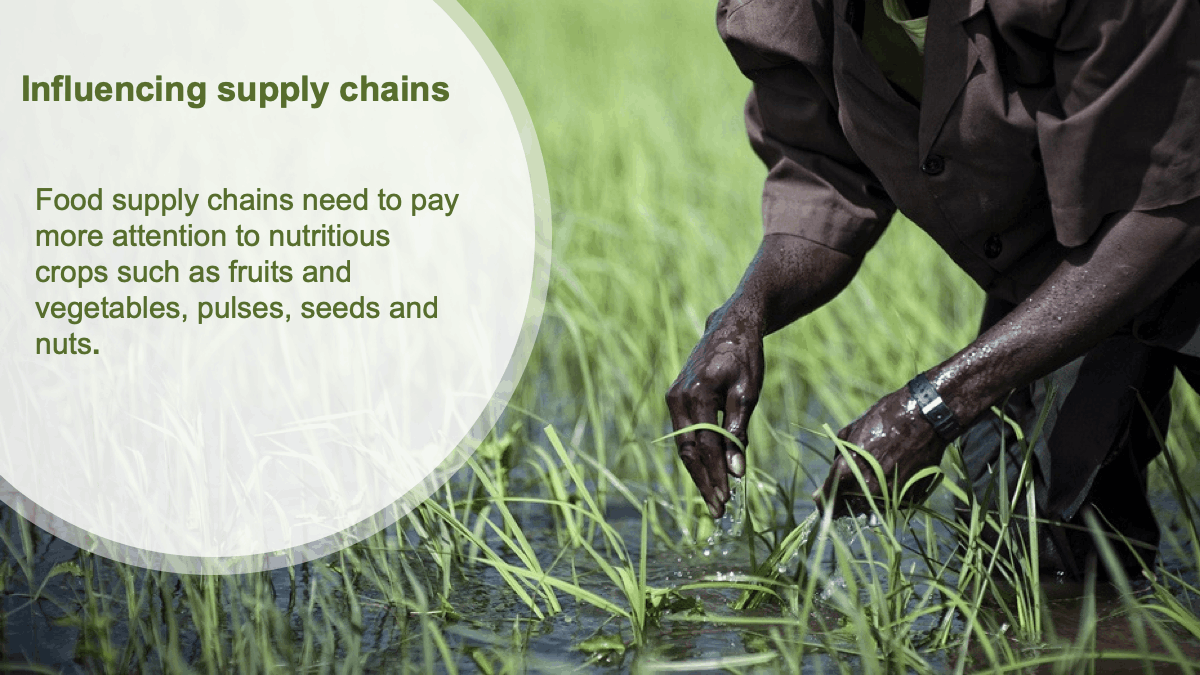 Influencing supply chains
Food supply chains need to pay
more attention to nutritious
crops such as fruits and
vegetables, pulses, seeds and
nuts.